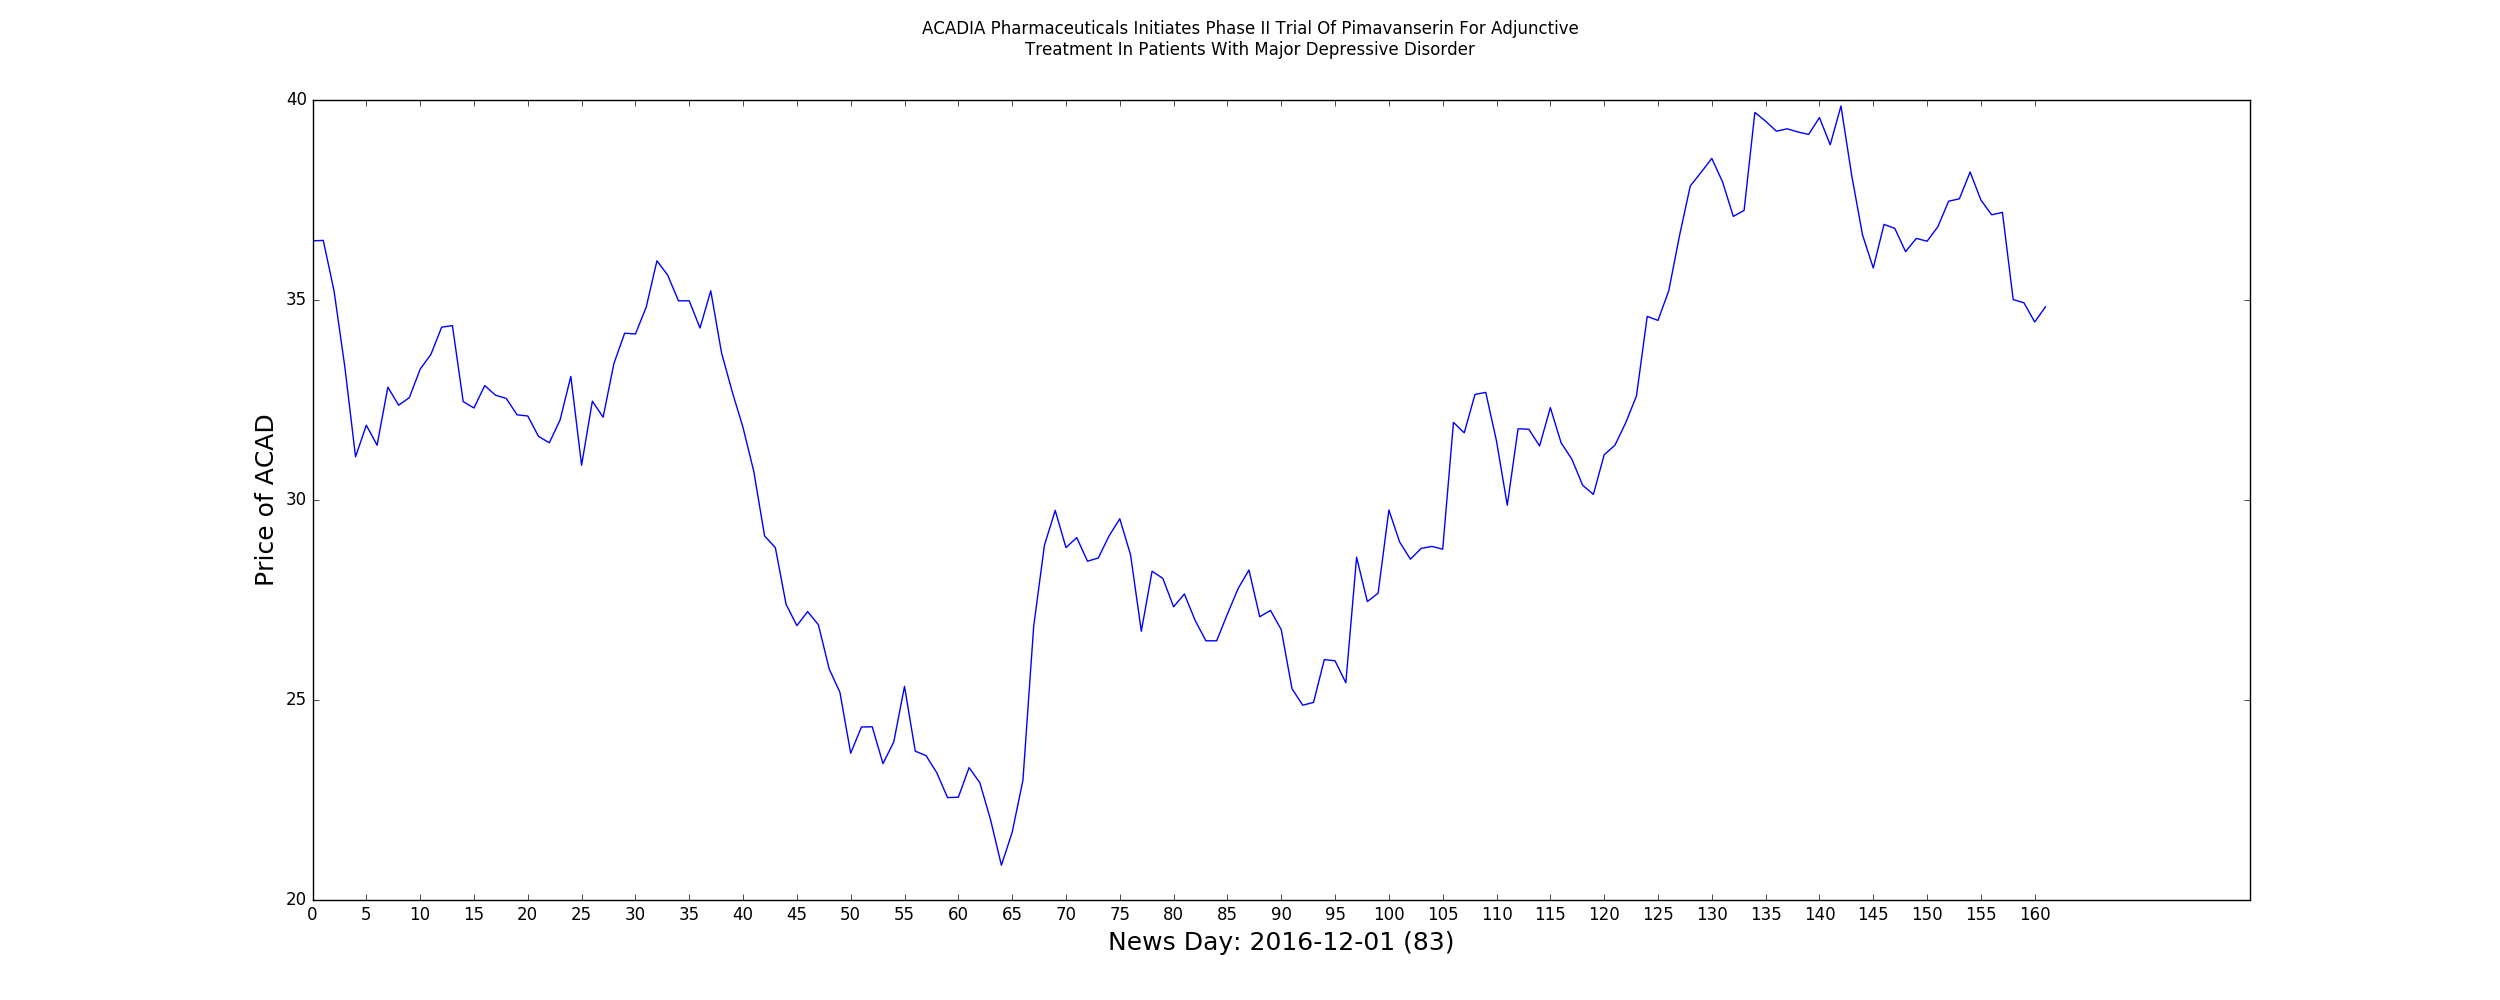 ACADIA Pharmaceuticals Initiates Phase II Trial Of Pimavanserin For Adjunctive
Treatment In Patients With Major Depressive Disorder
40
35
30
25
20
Price of ACAD
0 5 10 15 20 25 30 35 40 45 50 55 60 65 70 75 80 85 90 95 100 105 110 115 120 125 130 135 140 145 150 155 160
News Day: 2016-12-01 (83)